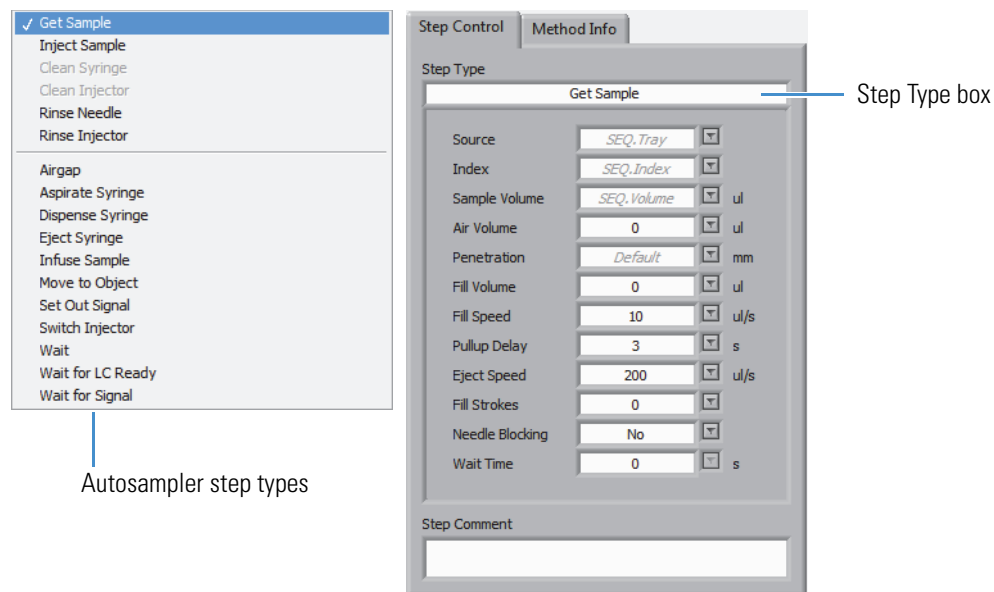 ✓ Get Sample
Inject Sample
Clean Syringe
Clean Injector
Rinse Needle
Rinse Injector
Airgap
Aspirate Syringe
Dispense Syringe
Eject Syringe
Infuse Sample
Move to Object
Set Out Signal
Switch Injector
Wait
Wait for LC Ready
Wait for Signal
Autosampler step types
Step Control Method Info
Step Type
Get Sample
Step Type box
Source SEQ.Tray
Index SEQ.Index
Sample Volume SEQ.Volume ul
Air Volume 0 ul
Penetration Default mm
Fill Volume 0 ul
Fill Speed 10 ul/s
Pullup Delay 3 s
Eject Speed 200 ul/s
Fill Strokes 0
Needle Blocking No
Wait Time 0 s
Step Comment